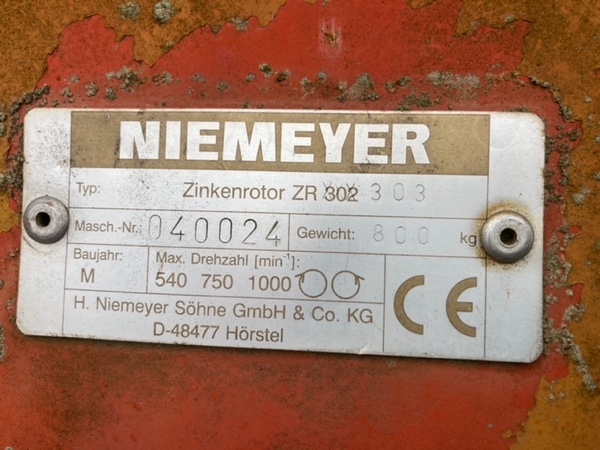 NIEMEYER
Typ: Zinkenrotor ZR 302 303
Masch.-Nr.: 040024 Gewicht: 800 kg
Baujahr: Max. Drehzahl [min⁻¹]:
M 540 750 1000
H. Niemeyer Söhne GmbH & Co. KG
D-48477 Hörstel
CE